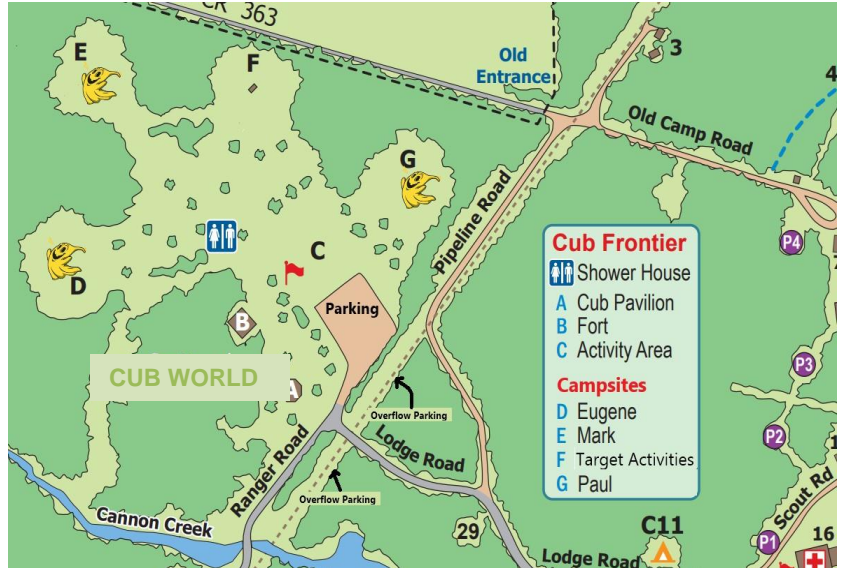 CR 363
E
F
Old
Entrance
3
4
Old Camp Road
G
Pipeline Road
D
C
P4
Cub Frontier
Shower House
A Cub Pavilion
B Fort
C Activity Area
Campsites
D Eugene
E Mark
F Target Activities
G Paul
Parking
B
CUB WORLD
A
P3
Overflow Parking
P2
Lodge Road
Ranger Road
Overflow Parking
Scout Rd
Cannon Creek
29
C11
P1
16
Lodge Road